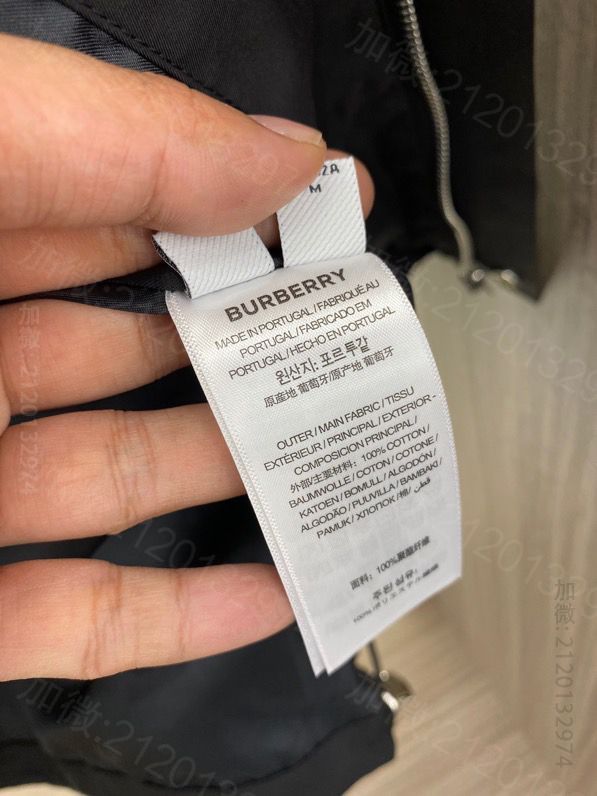 M
BURBERRY
MADE IN PORTUGAL / FABRIQUÉ AU
PORTUGAL / FABRICADO EM
PORTUGAL / HECHO EN PORTUGAL
원산지: 포르투갈
原産地 葡萄牙/原产地 葡萄牙
OUTER / MAIN FABRIC / TISSU
EXTÉRIEUR / PRINCIPAL / EXTERIOR -
COMPOSICION PRINCIPAL /
外部/主要材料: 100% COTTON /
BAUMWOLLE / COTON / COTONE /
KATOEN / BOMULL / ALGODÓN /
ALGODÃO / PUUVILLA / BAMBAKI /
PAMUK / ХЛОПОК / 棉/ قطن
面料: 100%聚酯纤维
100%
加微:2120132974